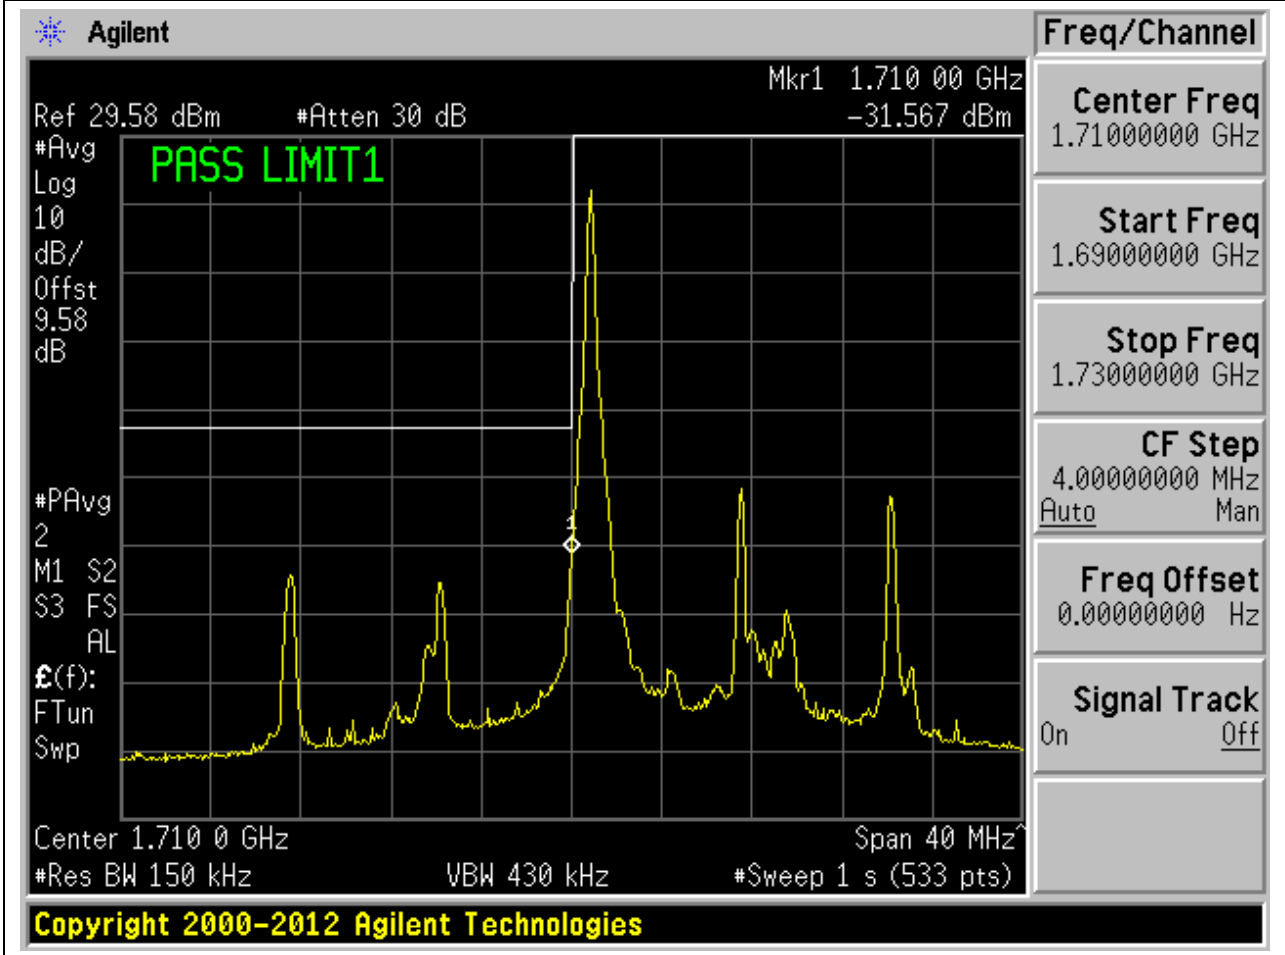 Agilent
Freq/Channel
Mkr1 1.710 00 GHz
Ref 29.58 dBm #Atten 30 dB -31.567 dBm
#Avg
Log
10
dB/
Offst
9.58
dB
PASS LIMIT1
#PAvg
2
M1 S2
S3 FS
AL
£(f):
FTun
Swp
1
Center 1.710 0 GHz Span 40 MHz^
#Res BW 150 kHz VBW 430 kHz #Sweep 1 s (533 pts)
Center Freq
1.71000000 GHz
Start Freq
1.69000000 GHz
Stop Freq
1.73000000 GHz
CF Step
4.00000000 MHz
Auto Man
Freq Offset
0.00000000 Hz
Signal Track
On Off
Copyright 2000-2012 Agilent Technologies